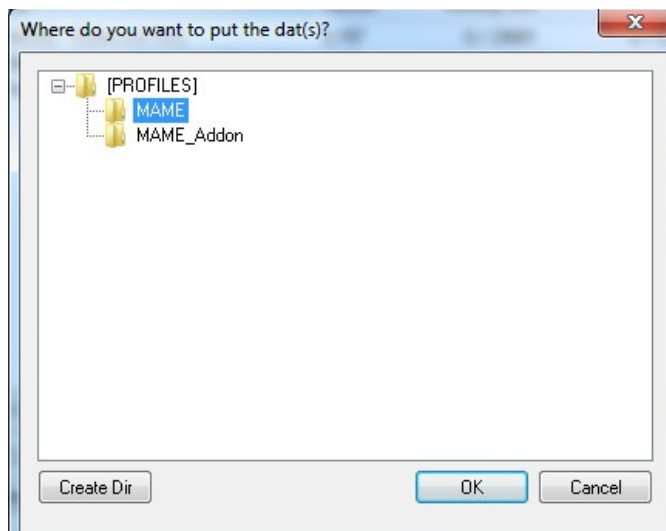 Where do you want to put the dat(s)?
[PROFILES]
MAME
MAME_Addon
Create Dir
OK
Cancel